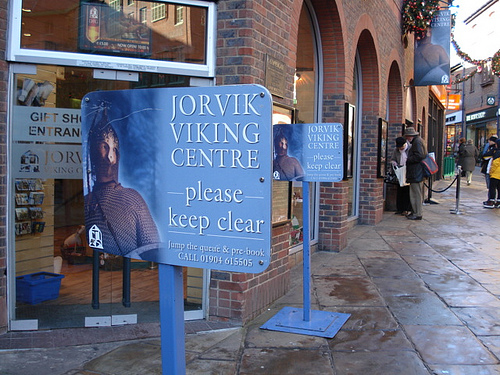 JORVIK
VIKING
CENTRE
please
keep clear
Jump the queue & pre-book
CALL 01904 615505
JORVIK
VIKING
CENTRE
please
keep clear
GIFT SHO
ENTRAN
JORV